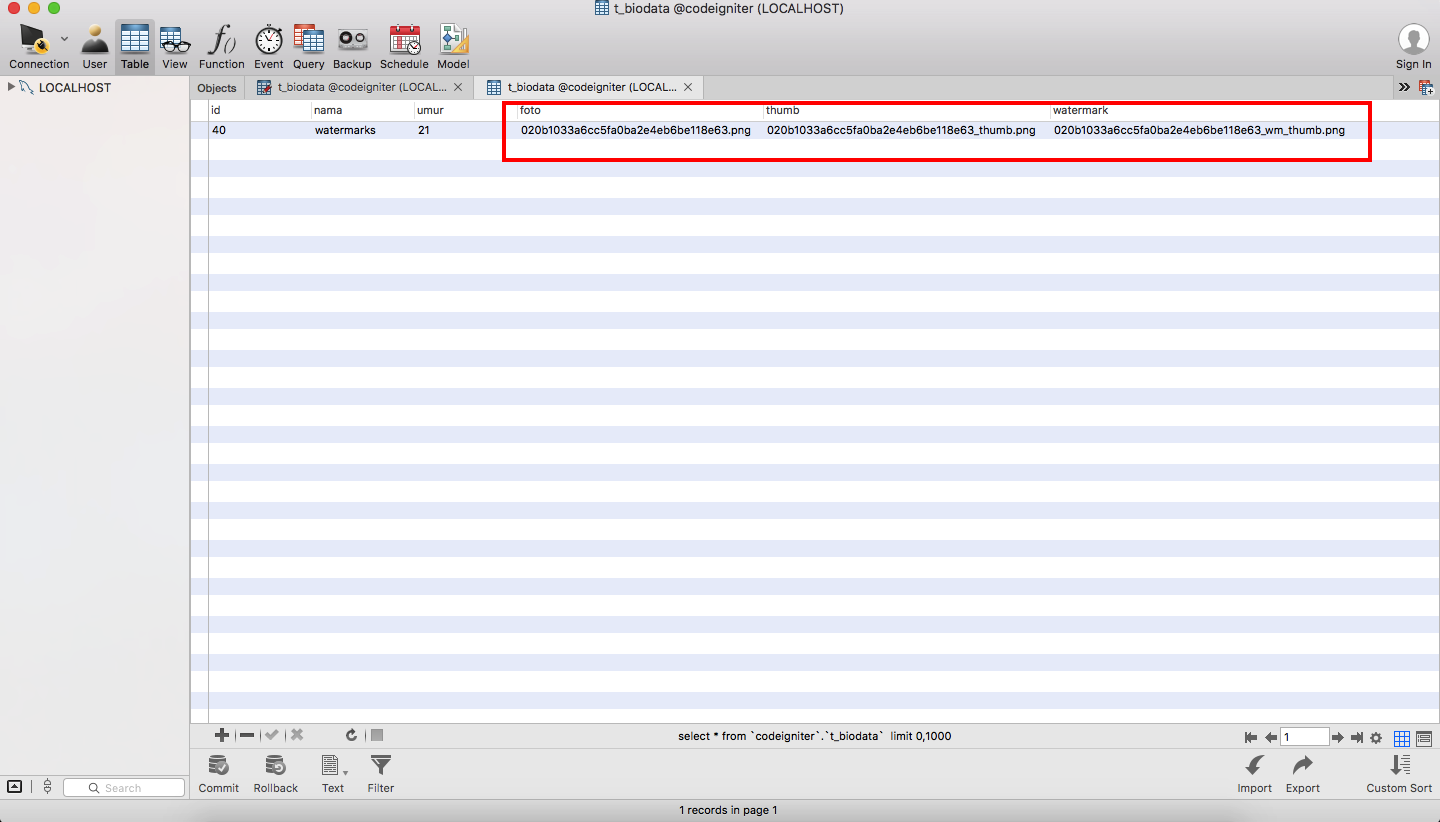 t_biodata @codeigniter (LOCALHOST)
Connection User Table View Function Event Query Backup Schedule Model Sign In
LOCALHOST
Objects t_biodata @codeigniter (LOCAL... t_biodata @codeigniter (LOCAL...
id nama umur foto thumb watermark
40 watermarks 21 020b1033a6cc5fa0ba2e4eb6be118e63.png 020b1033a6cc5fa0ba2e4eb6be118e63_thumb.png 020b1033a6cc5fa0ba2e4eb6be118e63_wm_thumb.png
select * from `codeigniter`.`t_biodata` limit 0,1000 1
Commit Rollback Text Filter Import Export Custom Sort
Search
1 records in page 1